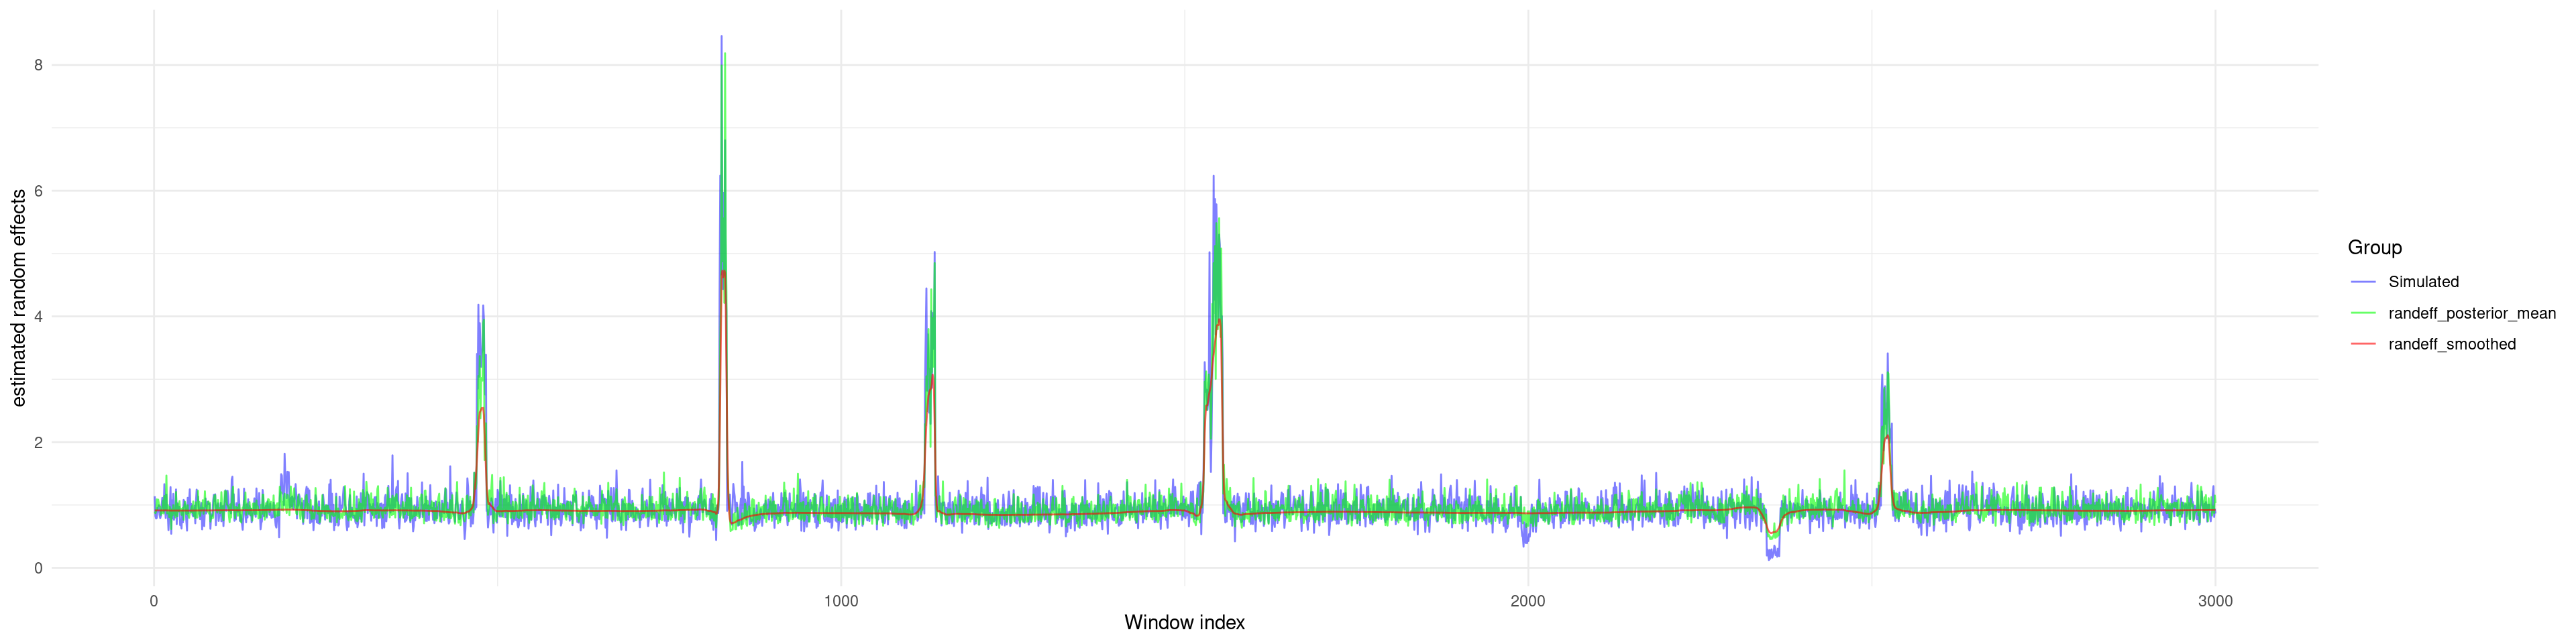 estimated random effects
8
6
4
2
0
0
1000
2000
3000
Window index
Group
Simulated
randeff_posterior_mean
randeff_smoothed